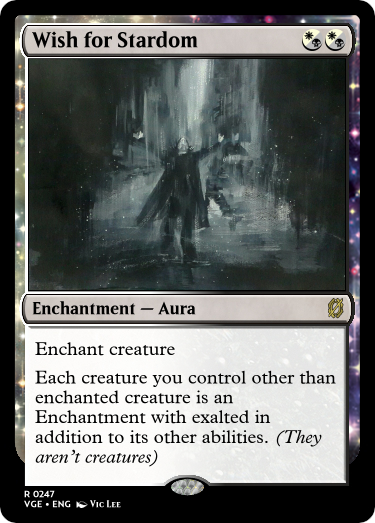 Wish for Stardom
Enchantment — Aura
Enchant creature
Each creature you control other than
enchanted creature is an
Enchantment with exalted in
addition to its other abilities. (They
aren't creatures)
R 0247
VGE • ENG Vic Lee